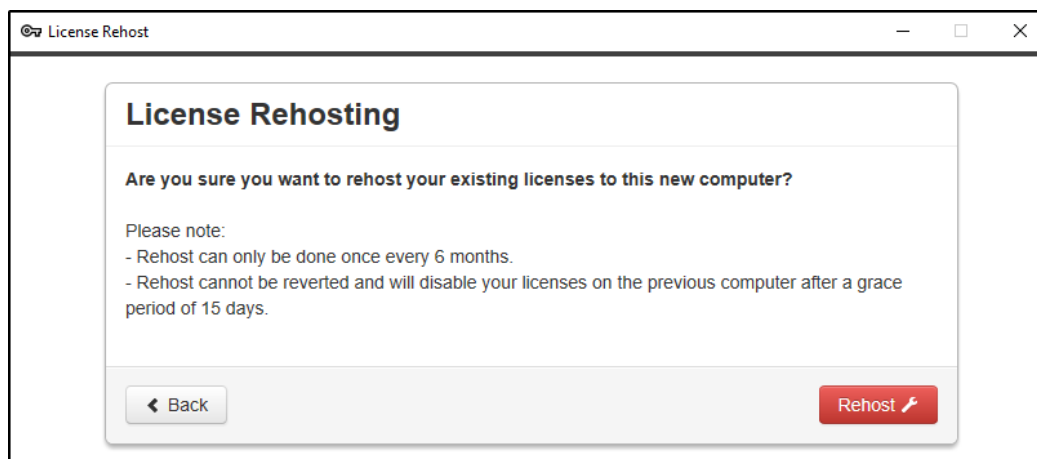 License Rehost
License Rehosting
Are you sure you want to rehost your existing licenses to this new computer?
Please note:
- Rehost can only be done once every 6 months.
- Rehost cannot be reverted and will disable your licenses on the previous computer after a grace
period of 15 days.
Back
Rehost